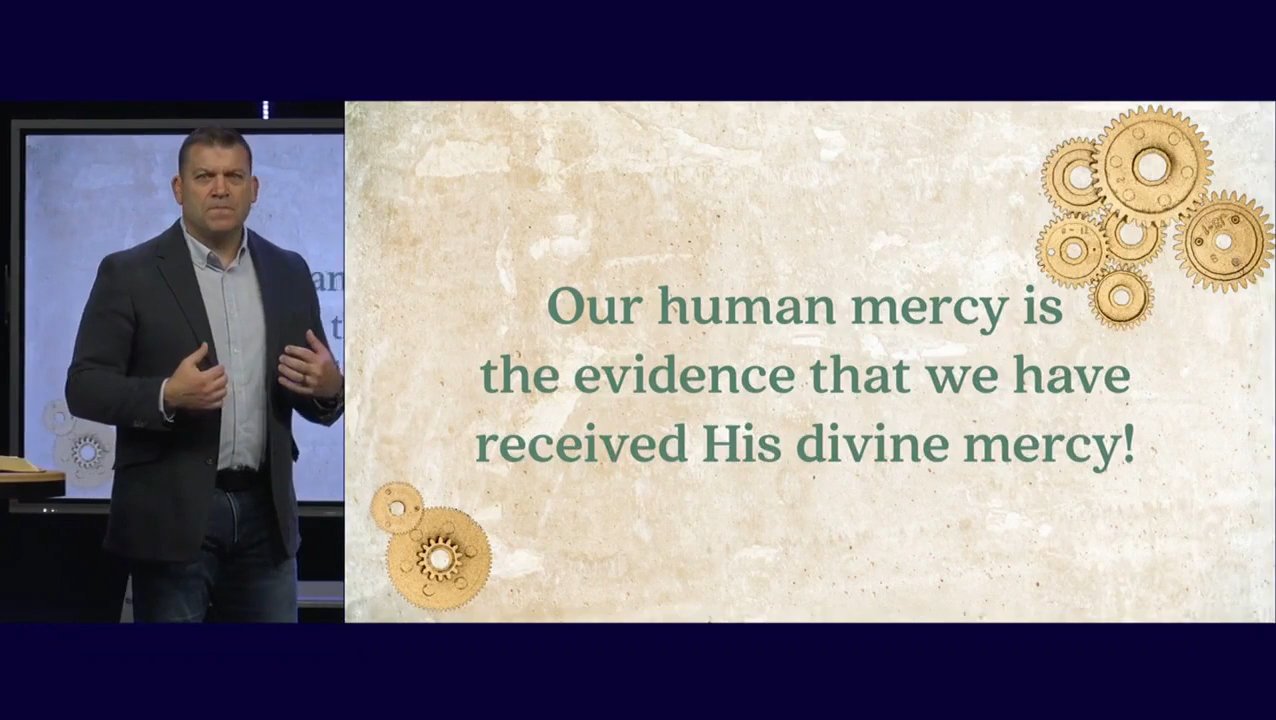 Our human mercy is
the evidence that we have
received His divine mercy!